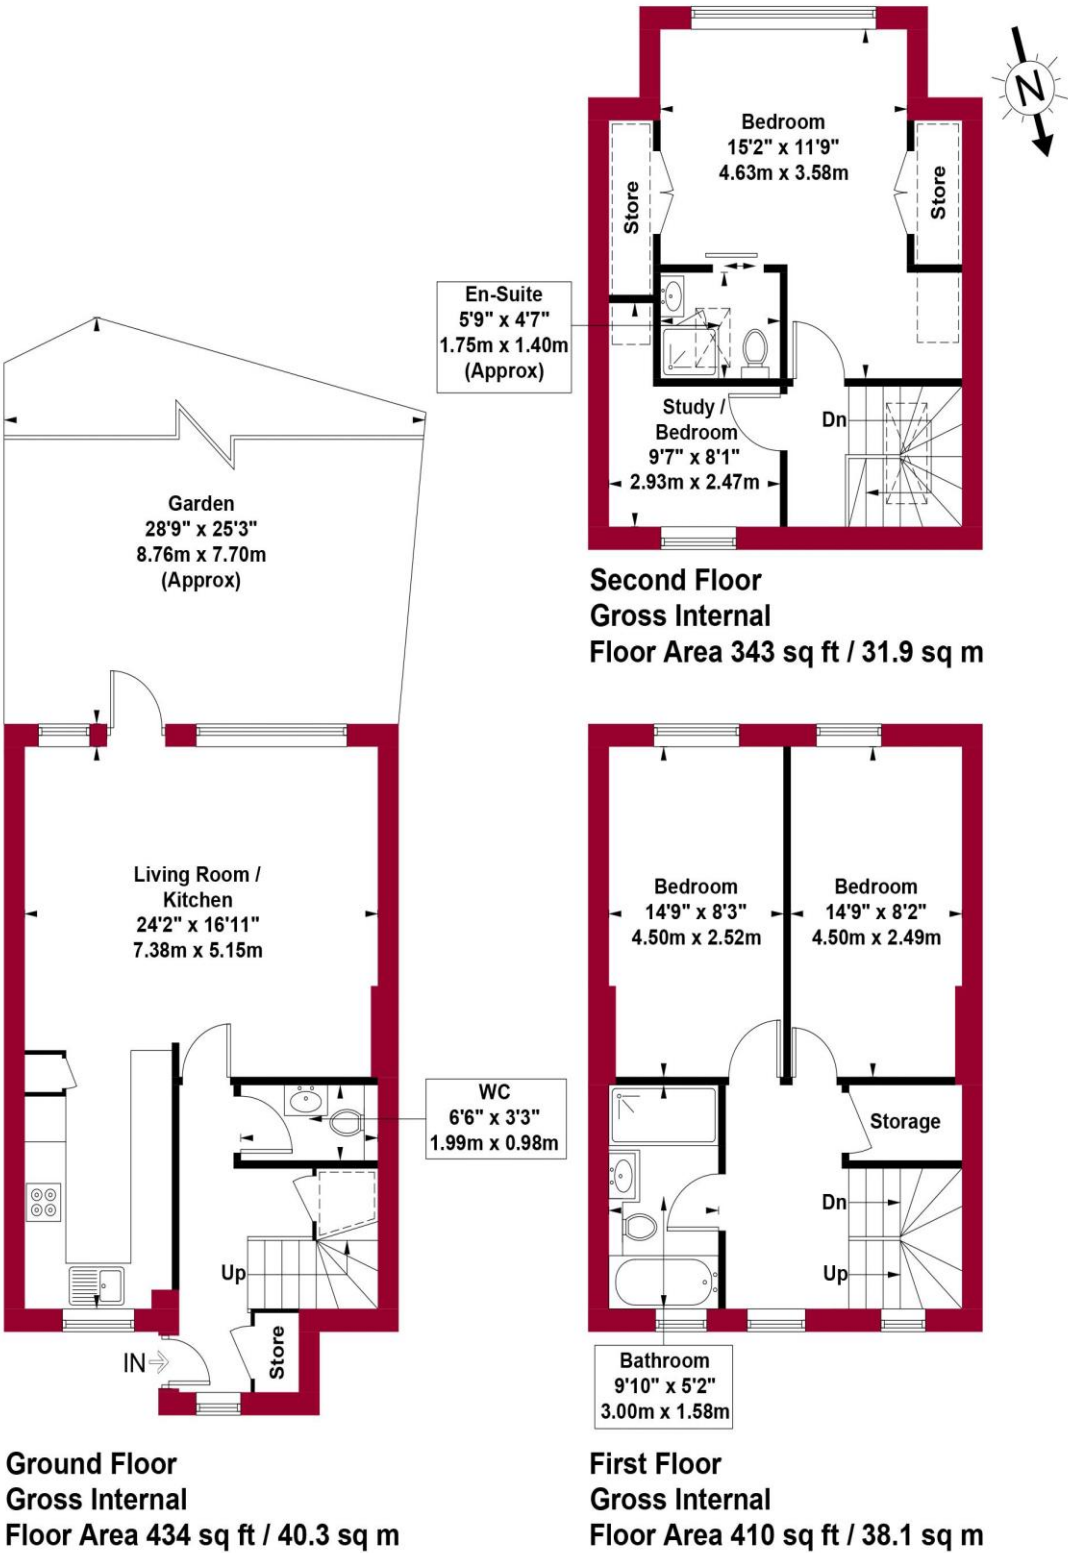 Bedroom
15'2" x 11'9"
4.63m x 3.58m
Store
Store
N
En-Suite
5'9" x 4'7"
1.75m x 1.40m
(Approx)
Study /
Bedroom
9'7" x 8'1"
2.93m x 2.47m
Dn
Second Floor
Gross Internal
Floor Area 343 sq ft / 31.9 sq m
Garden
28'9" x 25'3"
8.76m x 7.70m
(Approx)
Living Room /
Kitchen
24'2" x 16'11"
7.38m x 5.15m
WC
6'6" x 3'3"
1.99m x 0.98m
Up
Store
IN
Ground Floor
Gross Internal
Floor Area 434 sq ft / 40.3 sq m
Bedroom
14'9" x 8'3"
4.50m x 2.52m
Bedroom
14'9" x 8'2"
4.50m x 2.49m
Storage
Dn
Up
Bathroom
9'10" x 5'2"
3.00m x 1.58m
First Floor
Gross Internal
Floor Area 410 sq ft / 38.1 sq m